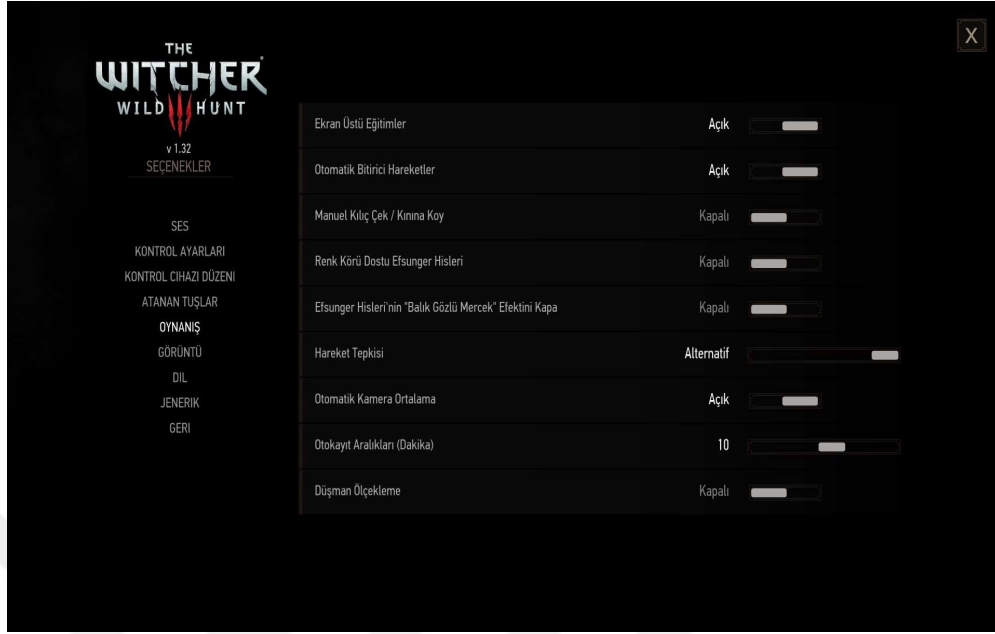 THE
WITCHER
WILD HUNT
v 1.32
SEÇENEKLER
SES
KONTROL AYARLARI
KONTROL CIHAZI DÜZENI
ATANAN TUŞLAR
OYNANIŞ
GÖRÜNTÜ
DIL
JENERIK
GERI
X
Ekran Üstü Eğitimler Açık
Otomatik Bitirici Hareketler Açık
Manuel Kılıç Çek / Kınına Koy Kapalı
Renk Körü Dostu Efsunger Hisleri Kapalı
Efsunger Hisleri'nin "Balık Gözlü Mercek" Efektini Kapa Kapalı
Hareket Tepkisi Alternatif
Otomatik Kamera Ortalama Açık
Otokayıt Aralıkları (Dakika) 10
Düşman Ölçekleme Kapalı